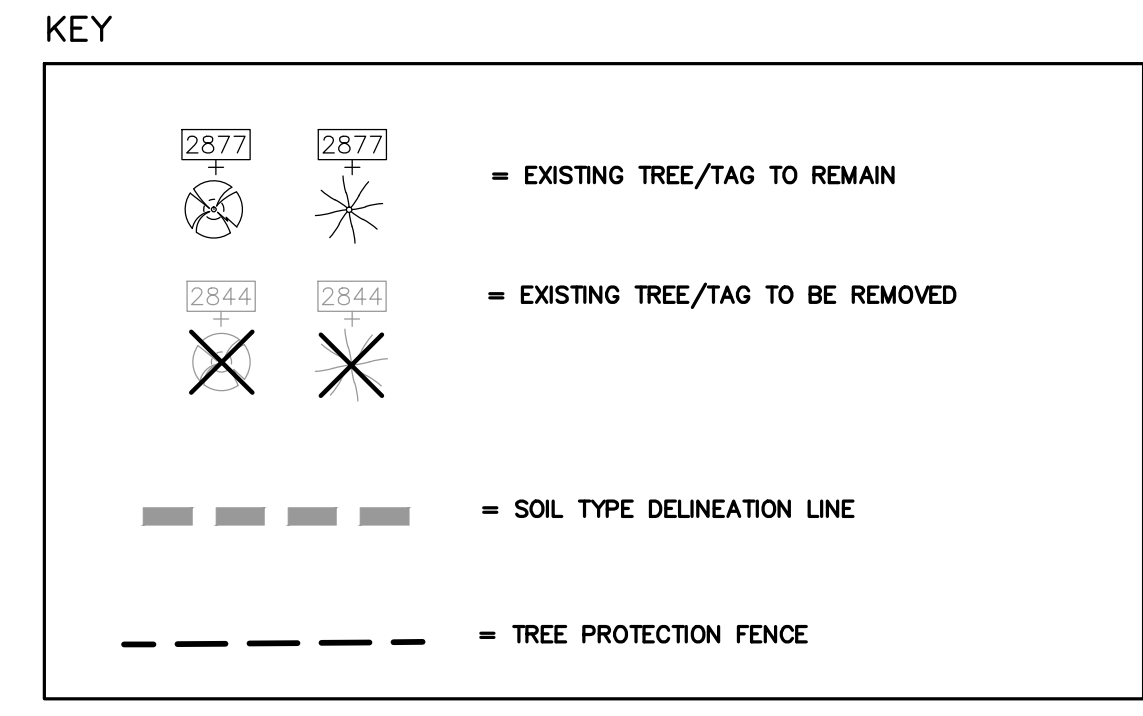 KEY
2877 2877
= EXISTING TREE/TAG TO REMAIN
2844 2844
= EXISTING TREE/TAG TO BE REMOVED
= SOIL TYPE DELINEATION LINE
= TREE PROTECTION FENCE